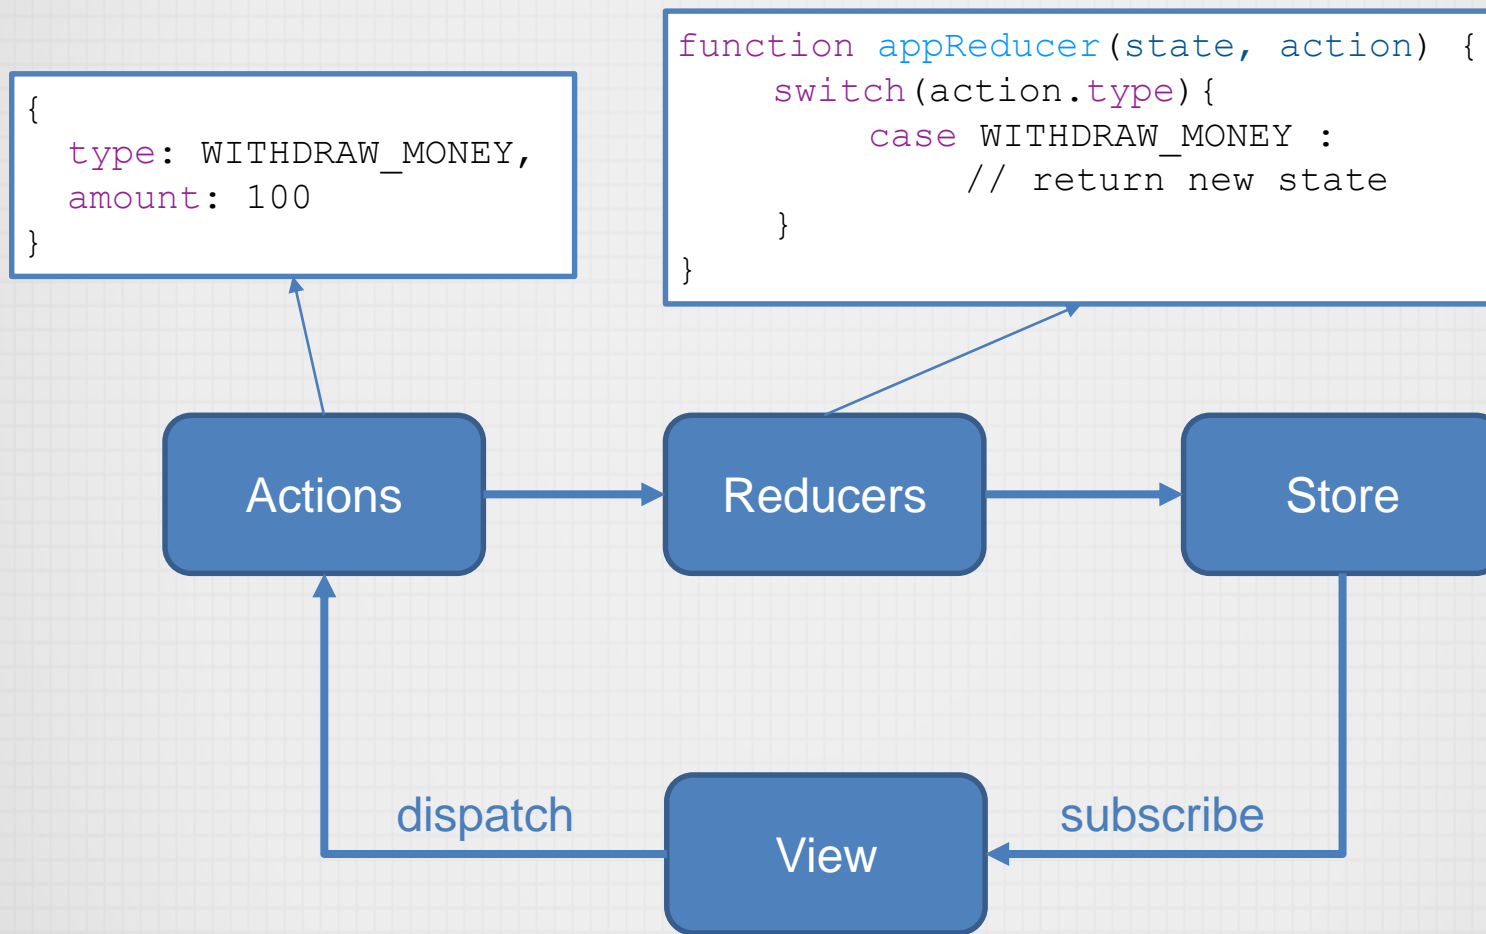 {
type: WITHDRAW_MONEY,
amount: 100
}
function appReducer(state, action) {
switch(action.type){
case WITHDRAW_MONEY :
// return new state
}
}
Actions
Reducers
Store
dispatch
subscribe
View